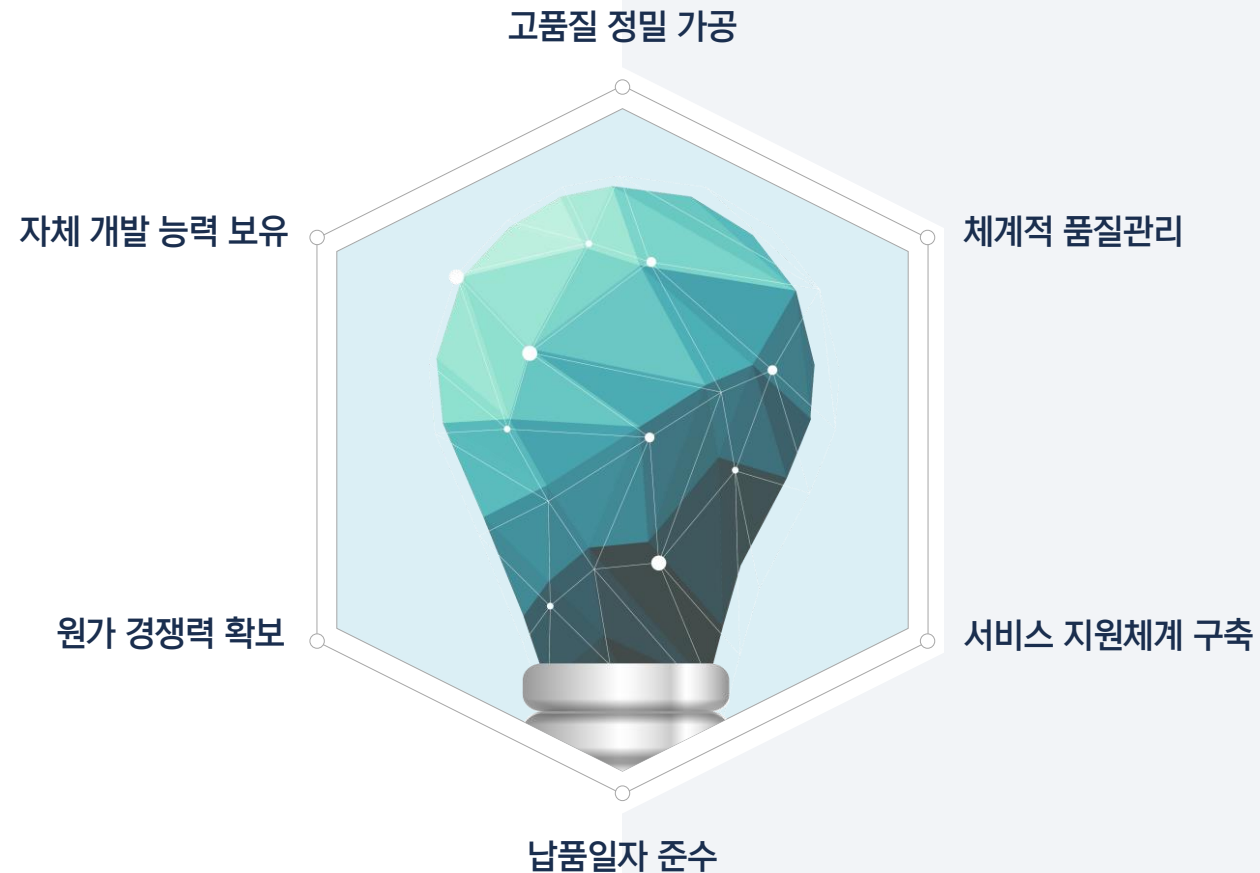 고품질 정밀 가공
자체 개발 능력 보유
체계적 품질관리
원가 경쟁력 확보
서비스 지원체계 구축
납품일자 준수